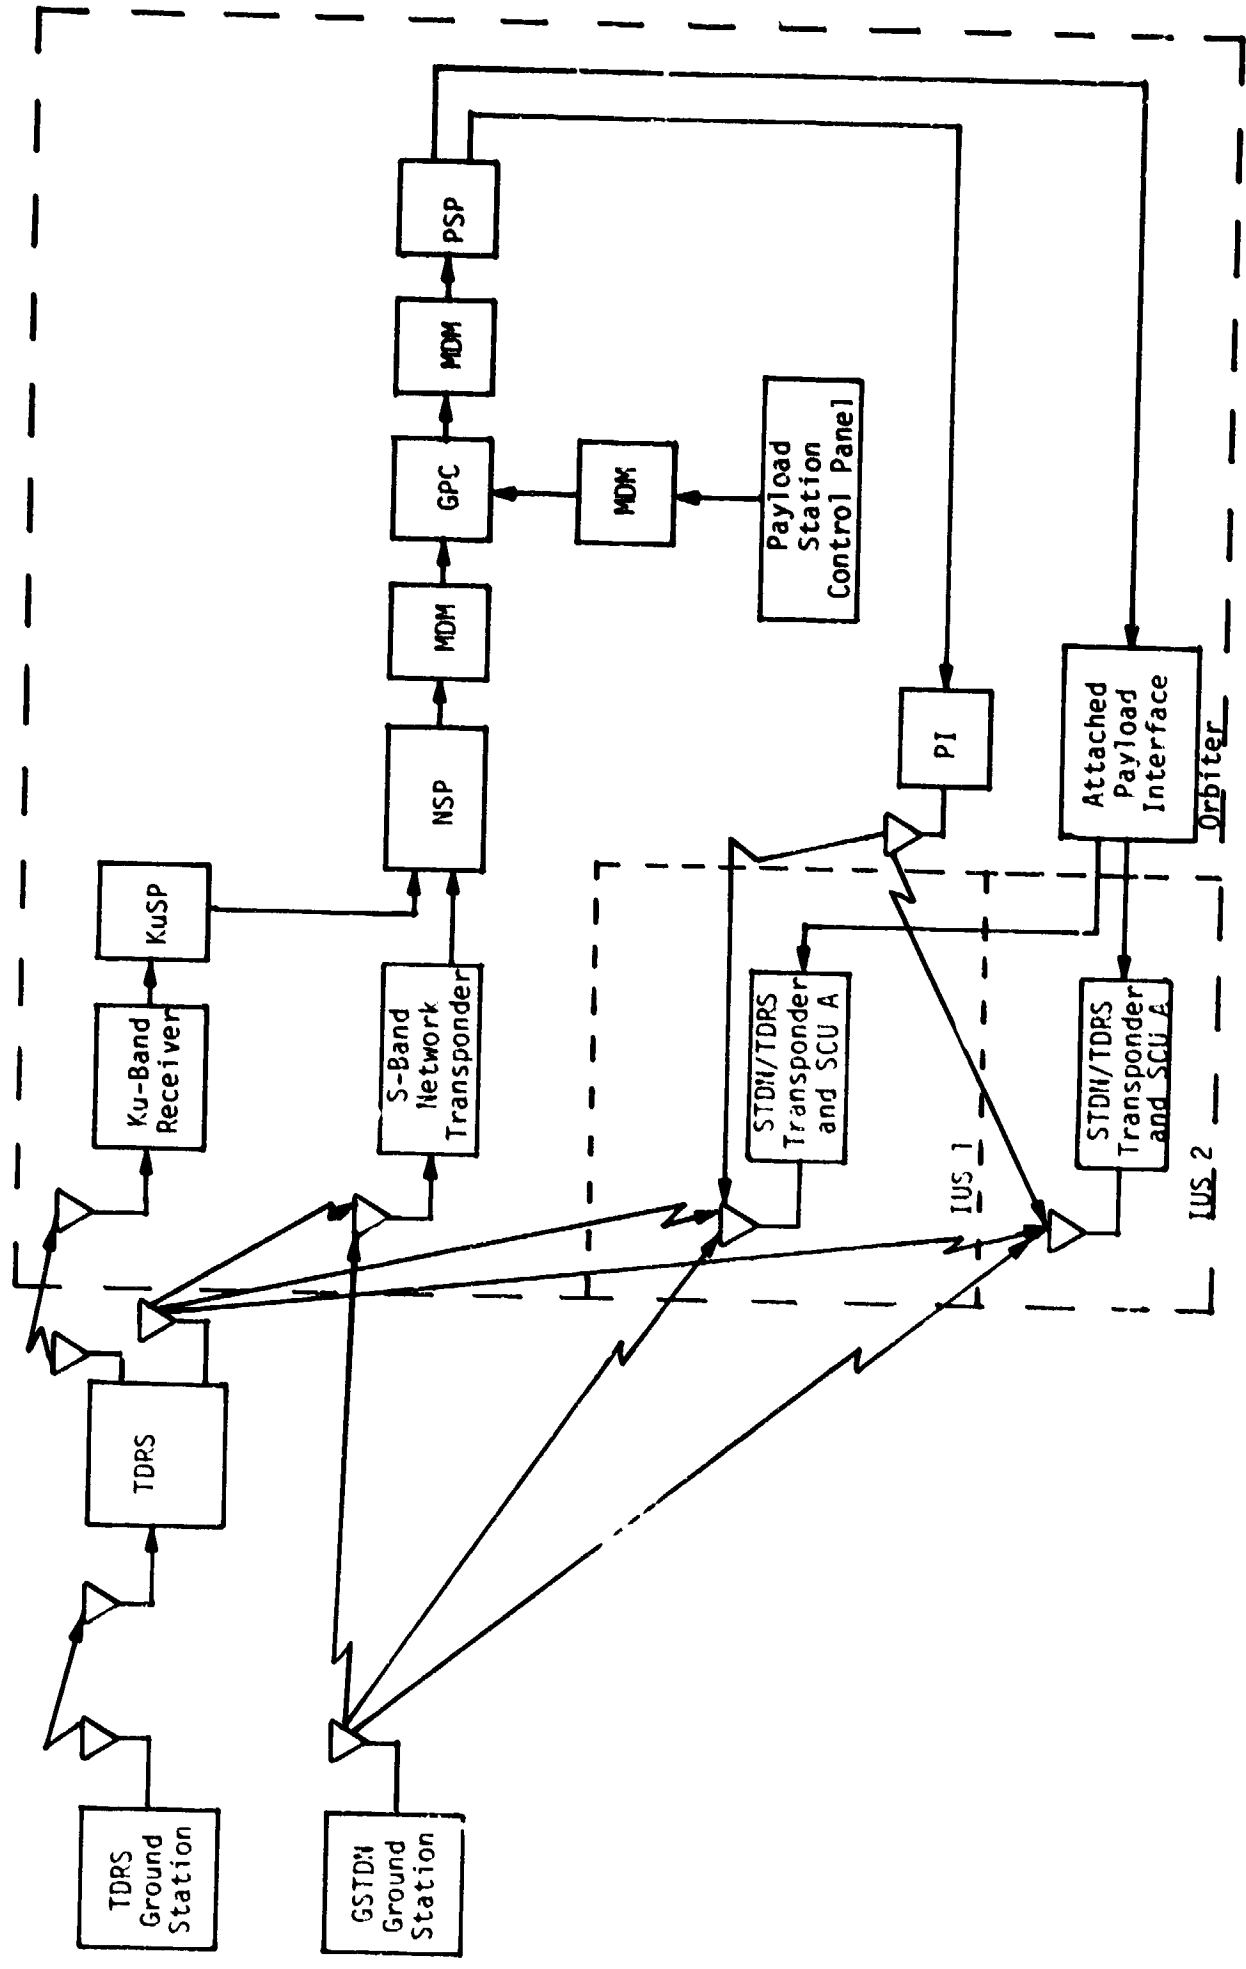 TDRS
Ground
Station
GSTDN
Ground
Station
TDRS
Ku-Band
Receiver
KuSP
S-Band
Network
Transponder
NSP
MDM
GPC
MDM
PSP
MDM
Payload
Station
Control Panel
PI
Attached
Payload
Interface
Orbiter
STDN/TDRS
Transponder
and SCU A
IUS 1
STDN/TDRS
Transponder
and SCU A
IUS 2